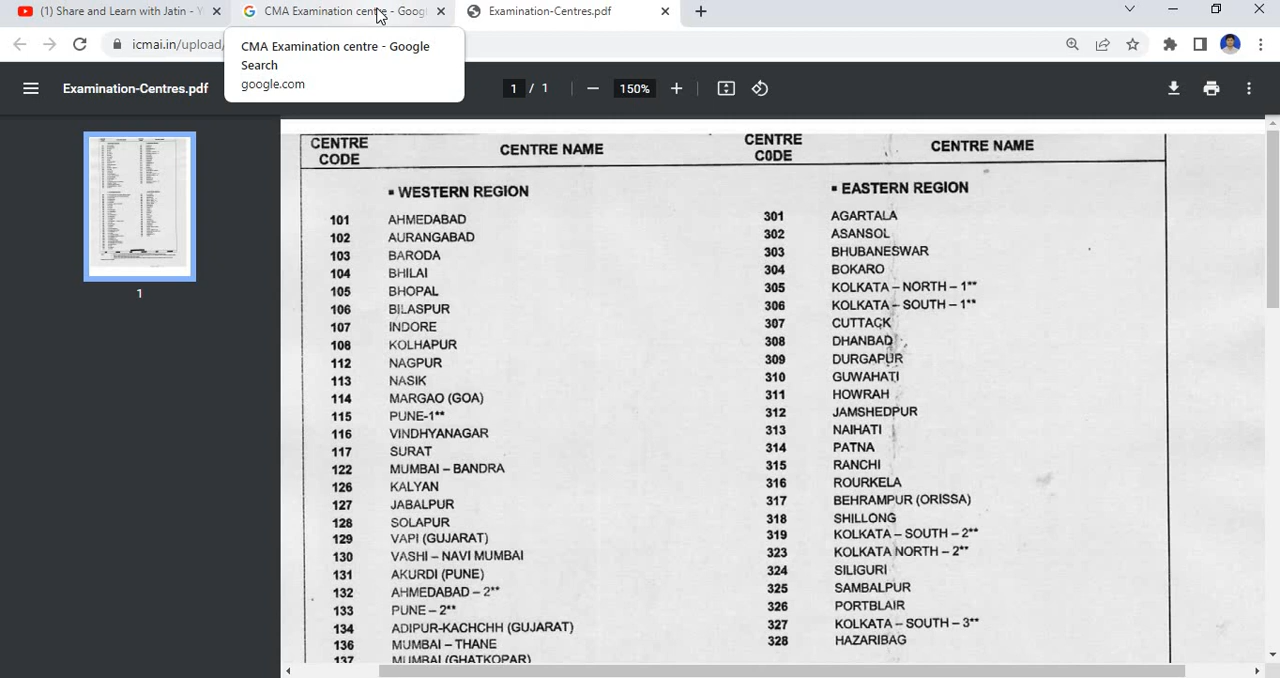 (1) Share and Learn with Jatin - Y
CMA Examination centre - Goog
Examination-Centres.pdf
icmai.in/upload/
CMA Examination centre - Google
Search
google.com
Examination-Centres.pdf
1 / 1
150%
1
CENTRE CODE CENTRE NAME CENTRE CODE CENTRE NAME
▪ WESTERN REGION ▪ EASTERN REGION
101 AHMEDABAD 301 AGARTALA
102 AURANGABAD 302 ASANSOL
103 BARODA 303 BHUBANESWAR
104 BHILAI 304 BOKARO
105 BHOPAL 305 KOLKATA – NORTH – 1**
106 BILASPUR 306 KOLKATA – SOUTH – 1**
107 INDORE 307 CUTTACK
108 KOLHAPUR 308 DHANBAD
112 NAGPUR 309 DURGAPUR
113 NASIK 310 GUWAHATI
114 MARGAO (GOA) 311 HOWRAH
115 PUNE-1** 312 JAMSHEDPUR
116 VINDHYANAGAR 313 NAIHATI
117 SURAT 314 PATNA
122 MUMBAI – BANDRA 315 RANCHI
126 KALYAN 316 ROURKELA
127 JABALPUR 317 BEHRAMPUR (ORISSA)
128 SOLAPUR 318 SHILLONG
129 VAPI (GUJARAT) 319 KOLKATA – SOUTH – 2**
130 VASHI – NAVI MUMBAI 323 KOLKATA NORTH – 2**
131 AKURDI (PUNE) 324 SILIGURI
132 AHMEDABAD – 2** 325 SAMBALPUR
133 PUNE – 2** 326 PORTBLAIR
134 ADIPUR-KACHCHH (GUJARAT) 327 KOLKATA – SOUTH – 3**
136 MUMBAI – THANE 328 HAZARIBAG
137 MUMBAI (GHATKOPAR)